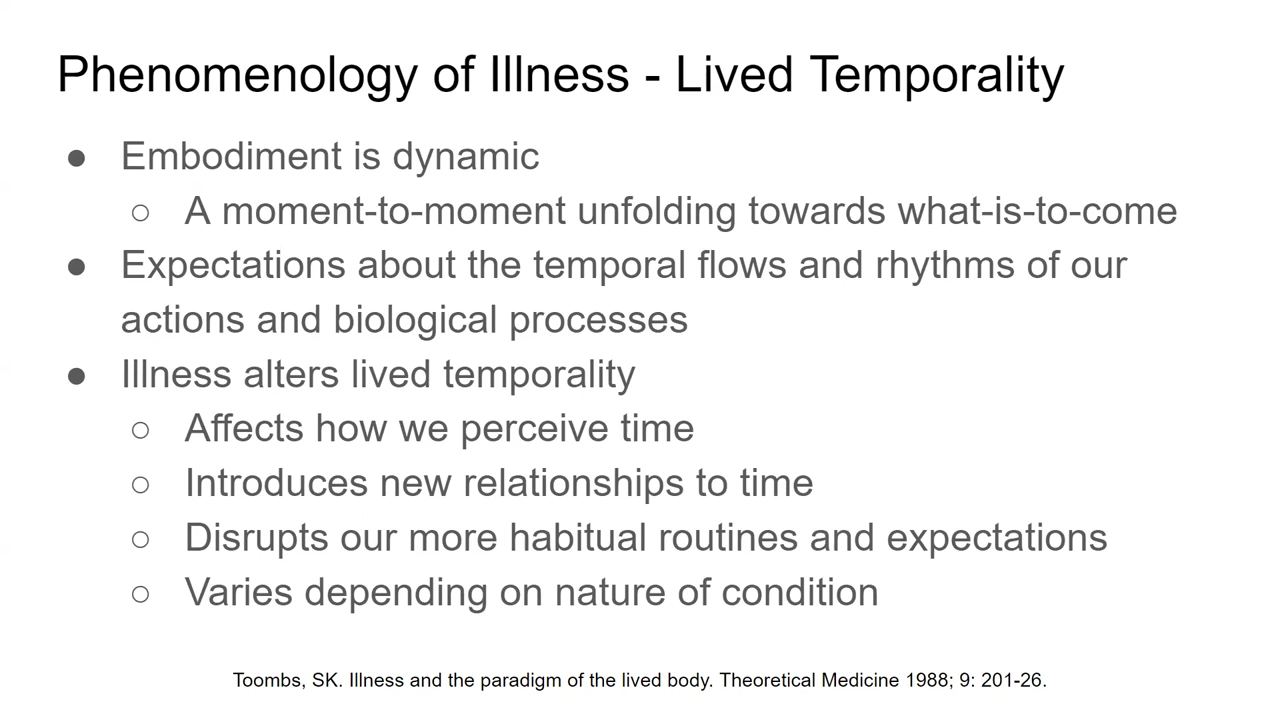 Phenomenology of Illness - Lived Temporality
● Embodiment is dynamic
○ A moment-to-moment unfolding towards what-is-to-come
● Expectations about the temporal flows and rhythms of our
actions and biological processes
● Illness alters lived temporality
○ Affects how we perceive time
○ Introduces new relationships to time
○ Disrupts our more habitual routines and expectations
○ Varies depending on nature of condition
Toombs, SK. Illness and the paradigm of the lived body. Theoretical Medicine 1988; 9: 201-26.